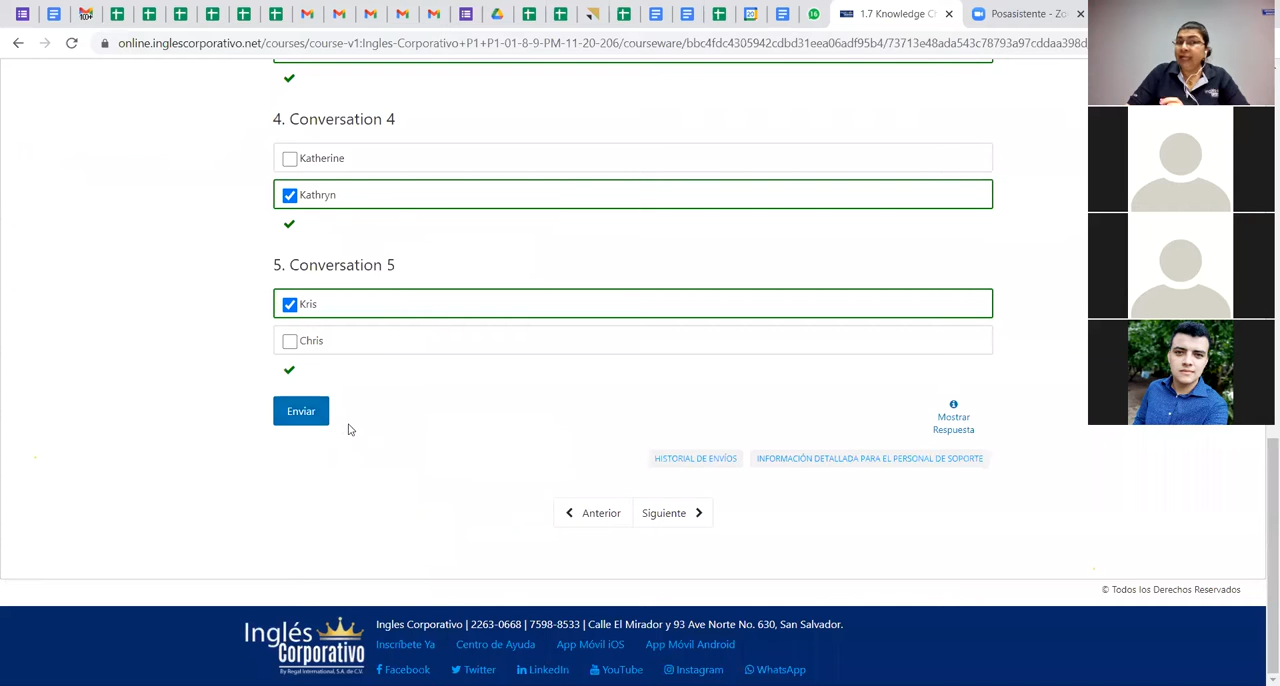 1.7 Knowledge C
Posasistente - Zo
online.inglescorporativo.net/courses/course-v1:Ingles-Corporativo+P1+P1-01-8-9-PM-11-20-206/courseware/bbc4fdc4305942cdbd31eea06adf95b4/73713e48ada543c78793a97cddaa398d
4. Conversation 4
Katherine
Kathryn
5. Conversation 5
Kris
Chris
Enviar
Mostrar
Respuesta
HISTORIAL DE ENVÍOS
INFORMACIÓN DETALLADA PARA EL PERSONAL DE SOPORTE
Anterior
Siguiente
© Todos los Derechos Reservados
Inglés
Corporativo
By Regal International, S.A. de C.V.
Ingles Corporativo | 2263-0668 | 7598-8533 | Calle El Mirador y 93 Ave Norte No. 630, San Salvador.
Inscríbete Ya Centro de Ayuda App Móvil iOS App Móvil Android
Facebook Twitter LinkedIn YouTube Instagram WhatsApp